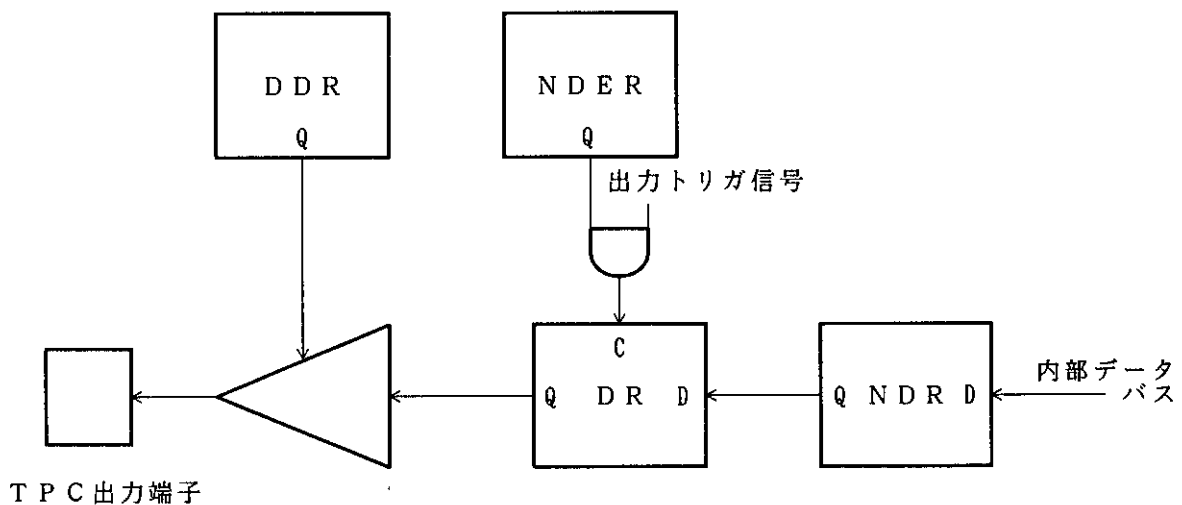 DDR
Q
NDER
Q
出力トリガ信号
C
Q DR D
Q NDR D
内部データ
バス
TPC出力端子